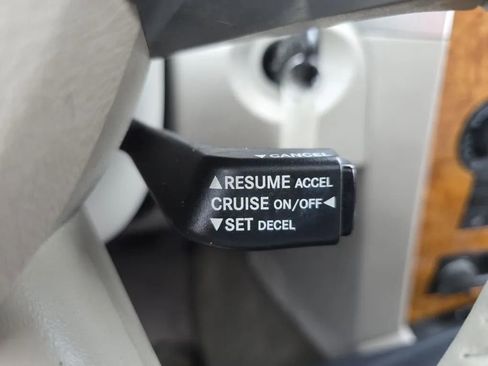 ▼CANCEL
▲RESUME ACCEL
CRUISE ON/OFF◄
▼SET DECEL